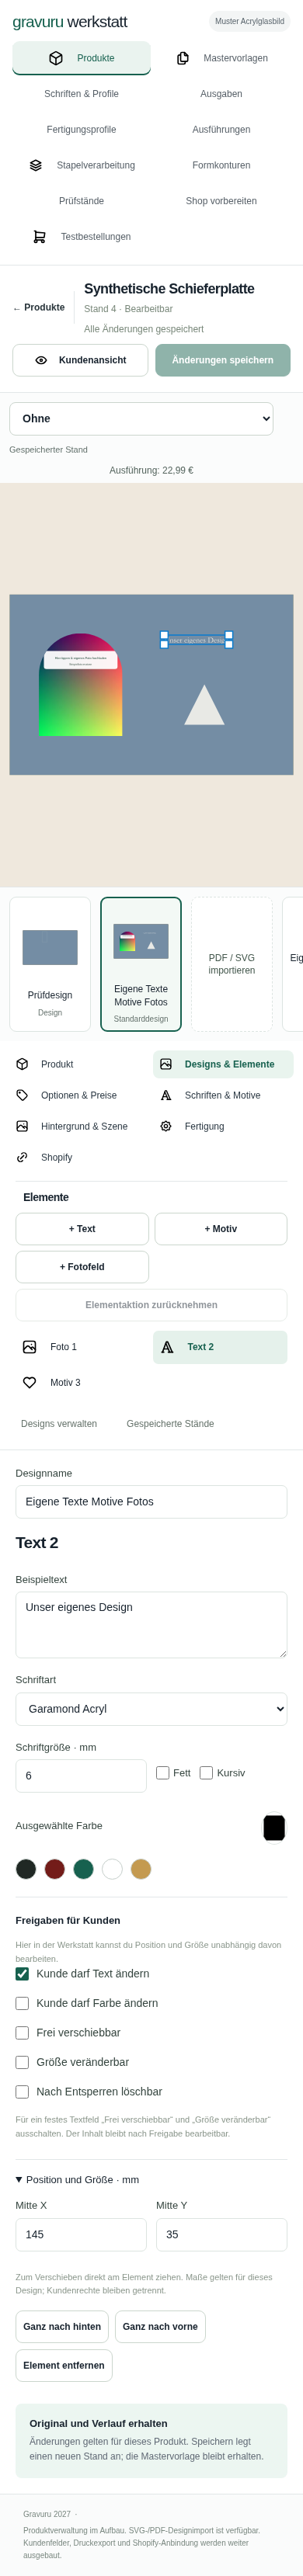 gravuru werkstatt
Muster Acrylglasbild
Produkte
Mastervorlagen
Schriften & Profile
Ausgaben
Fertigungsprofile
Ausführungen
Stapelverarbeitung
Formkonturen
Prüfstände
Shop vorbereiten
Testbestellungen
← Produkte
Synthetische Schieferplatte
Stand 4 · Bearbeitbar
Alle Änderungen gespeichert
Kundenansicht
Änderungen speichern
Ohne
Gespeicherter Stand
Ausführung: 22,99 €
Unser eigenes Design
Prüfdesign
Design
Eigene Texte
Motive Fotos
Standarddesign
PDF / SVG
importieren
Eig
Produkt
Designs & Elemente
Optionen & Preise
Schriften & Motive
Hintergrund & Szene
Fertigung
Shopify
Elemente
+ Text
+ Motiv
+ Fotofeld
Elementaktion zurücknehmen
Foto 1
Text 2
Motiv 3
Designs verwalten
Gespeicherte Stände
Designname
Eigene Texte Motive Fotos
Text 2
Beispieltext
Unser eigenes Design
Schriftart
Garamond Acryl
Schriftgröße · mm
6
Fett
Kursiv
Ausgewählte Farbe
Freigaben für Kunden
Hier in der Werkstatt kannst du Position und Größe unabhängig davon
bearbeiten.
Kunde darf Text ändern
Kunde darf Farbe ändern
Frei verschiebbar
Größe veränderbar
Nach Entsperren löschbar
Für ein festes Textfeld „Frei verschiebbar“ und „Größe veränderbar“
ausschalten. Der Inhalt bleibt nach Freigabe bearbeitbar.
▼ Position und Größe · mm
Mitte X
Mitte Y
145
35
Zum Verschieben direkt am Element ziehen. Maße gelten für dieses
Design; Kundenrechte bleiben getrennt.
Ganz nach hinten
Ganz nach vorne
Element entfernen
Original und Verlauf erhalten
Änderungen gelten für dieses Produkt. Speichern legt
einen neuen Stand an; die Mastervorlage bleibt erhalten.
Gravuru 2027 ·
Produktverwaltung im Aufbau. SVG-/PDF-Designimport ist verfügbar.
Kundenfelder, Druckexport und Shopify-Anbindung werden weiter
ausgebaut.